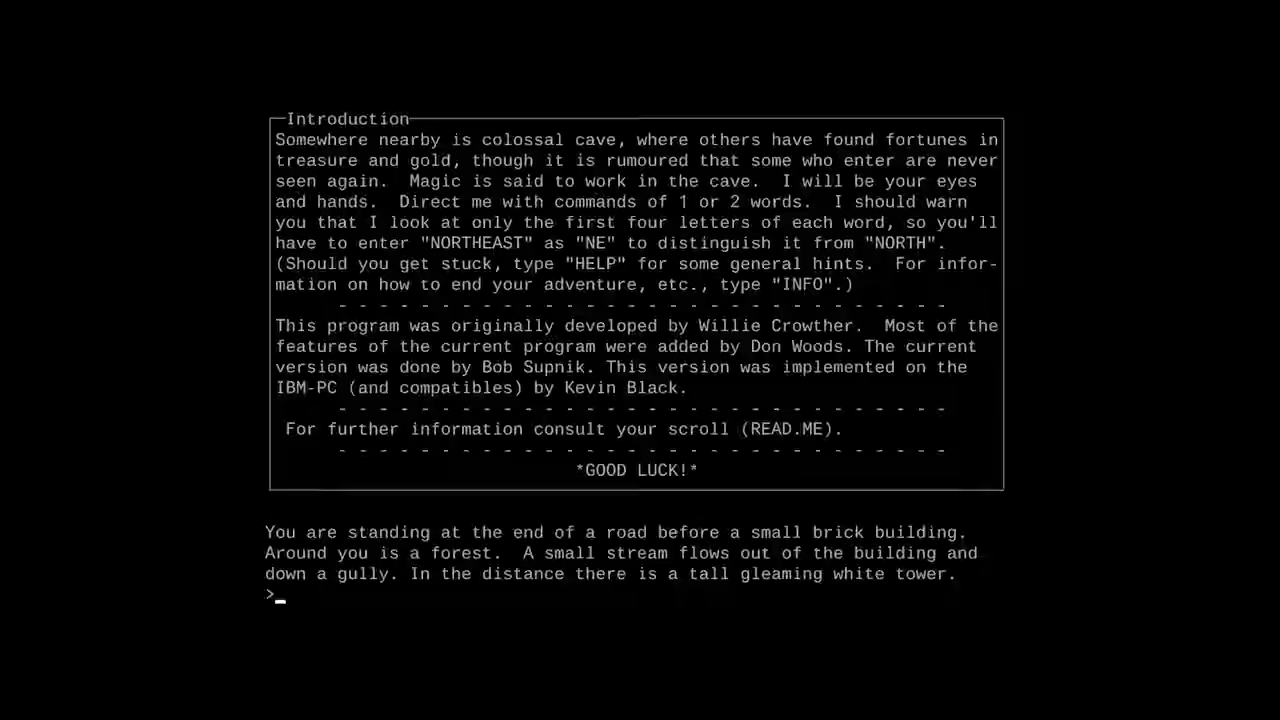 Introduction
Somewhere nearby is colossal cave, where others have found fortunes in
treasure and gold, though it is rumoured that some who enter are never
seen again.  Magic is said to work in the cave.  I will be your eyes
and hands.  Direct me with commands of 1 or 2 words.  I should warn
you that I look at only the first four letters of each word, so you'll
have to enter "NORTHEAST" as "NE" to distinguish it from "NORTH".
(Should you get stuck, type "HELP" for some general hints.  For infor-
mation on how to end your adventure, etc., type "INFO".)
- - - - - - - - - - - - - - - - - - - - - - - - - - - - - -
This program was originally developed by Willie Crowther.  Most of the
features of the current program were added by Don Woods. The current
version was done by Bob Supnik. This version was implemented on the
IBM-PC (and compatibles) by Kevin Black.
- - - - - - - - - - - - - - - - - - - - - - - - - - - - - -
For further information consult your scroll (READ.ME).
- - - - - - - - - - - - - - - - - - - - - - - - - - - - - -
*GOOD LUCK!*
You are standing at the end of a road before a small brick building.
Around you is a forest.  A small stream flows out of the building and
down a gully. In the distance there is a tall gleaming white tower.
>_